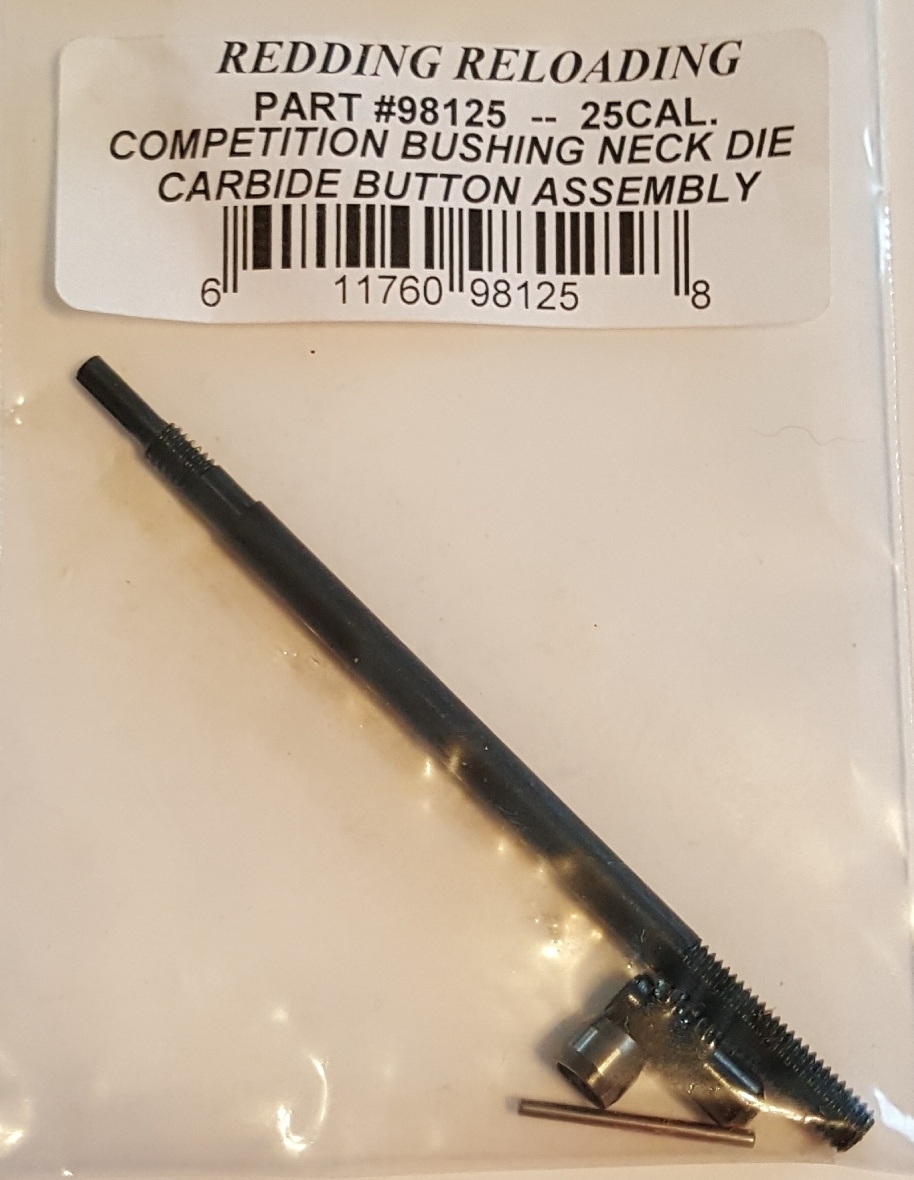 REDDING RELOADING
PART #98125 -- 25CAL.
COMPETITION BUSHING NECK DIE
CARBIDE BUTTON ASSEMBLY
6 11760 98125 8